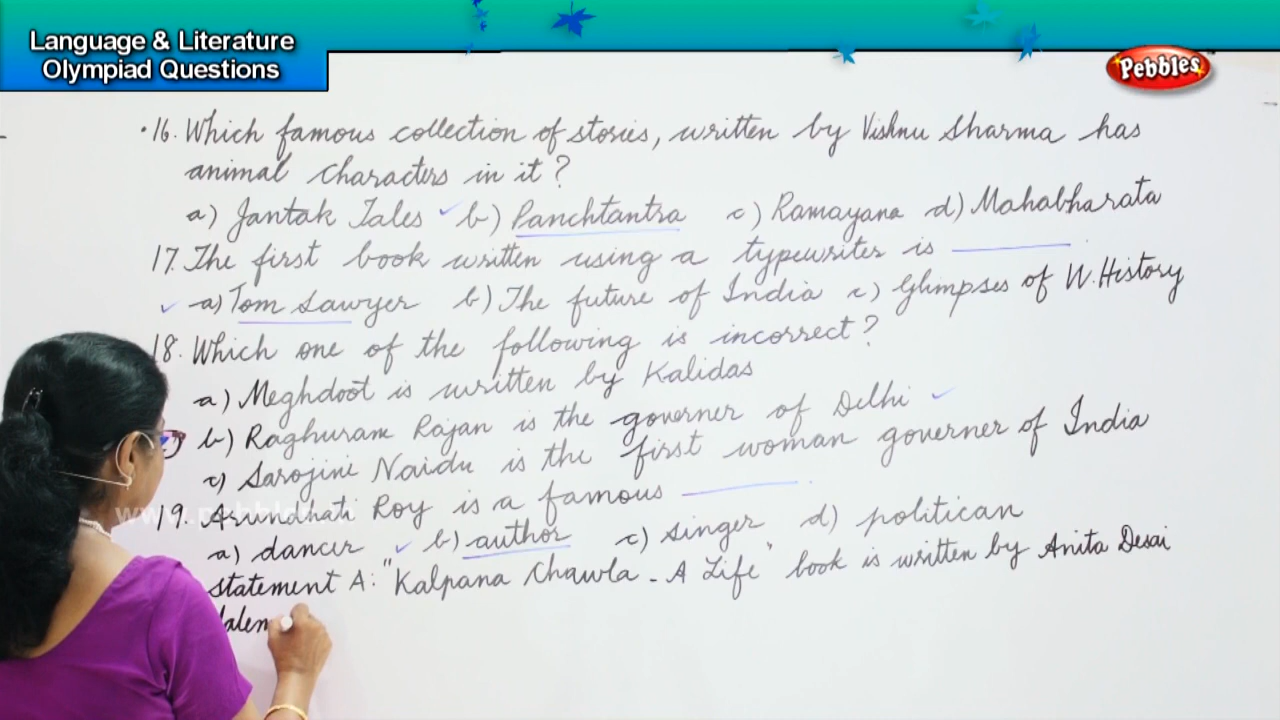 Language & Literature
Olympiad Questions
Pebbles
16. Which famous collection of stories, written by Vishnu Sharma has
animal characters in it?
a) Jantak Tales ✓ b) Panchtantra c) Ramayana d) Mahabharata
17. The first book written using a typewriter is ______.
✓ a) Tom Sawyer b) The future of India c) Glimpses of W. History
18. Which one of the following is incorrect?
a) Meghdoot is written by Kalidas
b) Raghuram Rajan is the governer of Delhi ✓
c) Sarojini Naidu is the first woman governer of India
19. Arundhati Roy is a famous ______.
a) dancer ✓ b) author c) singer d) politican
statement A: "Kalpana Chawla - A Life" book is written by Anita Desai